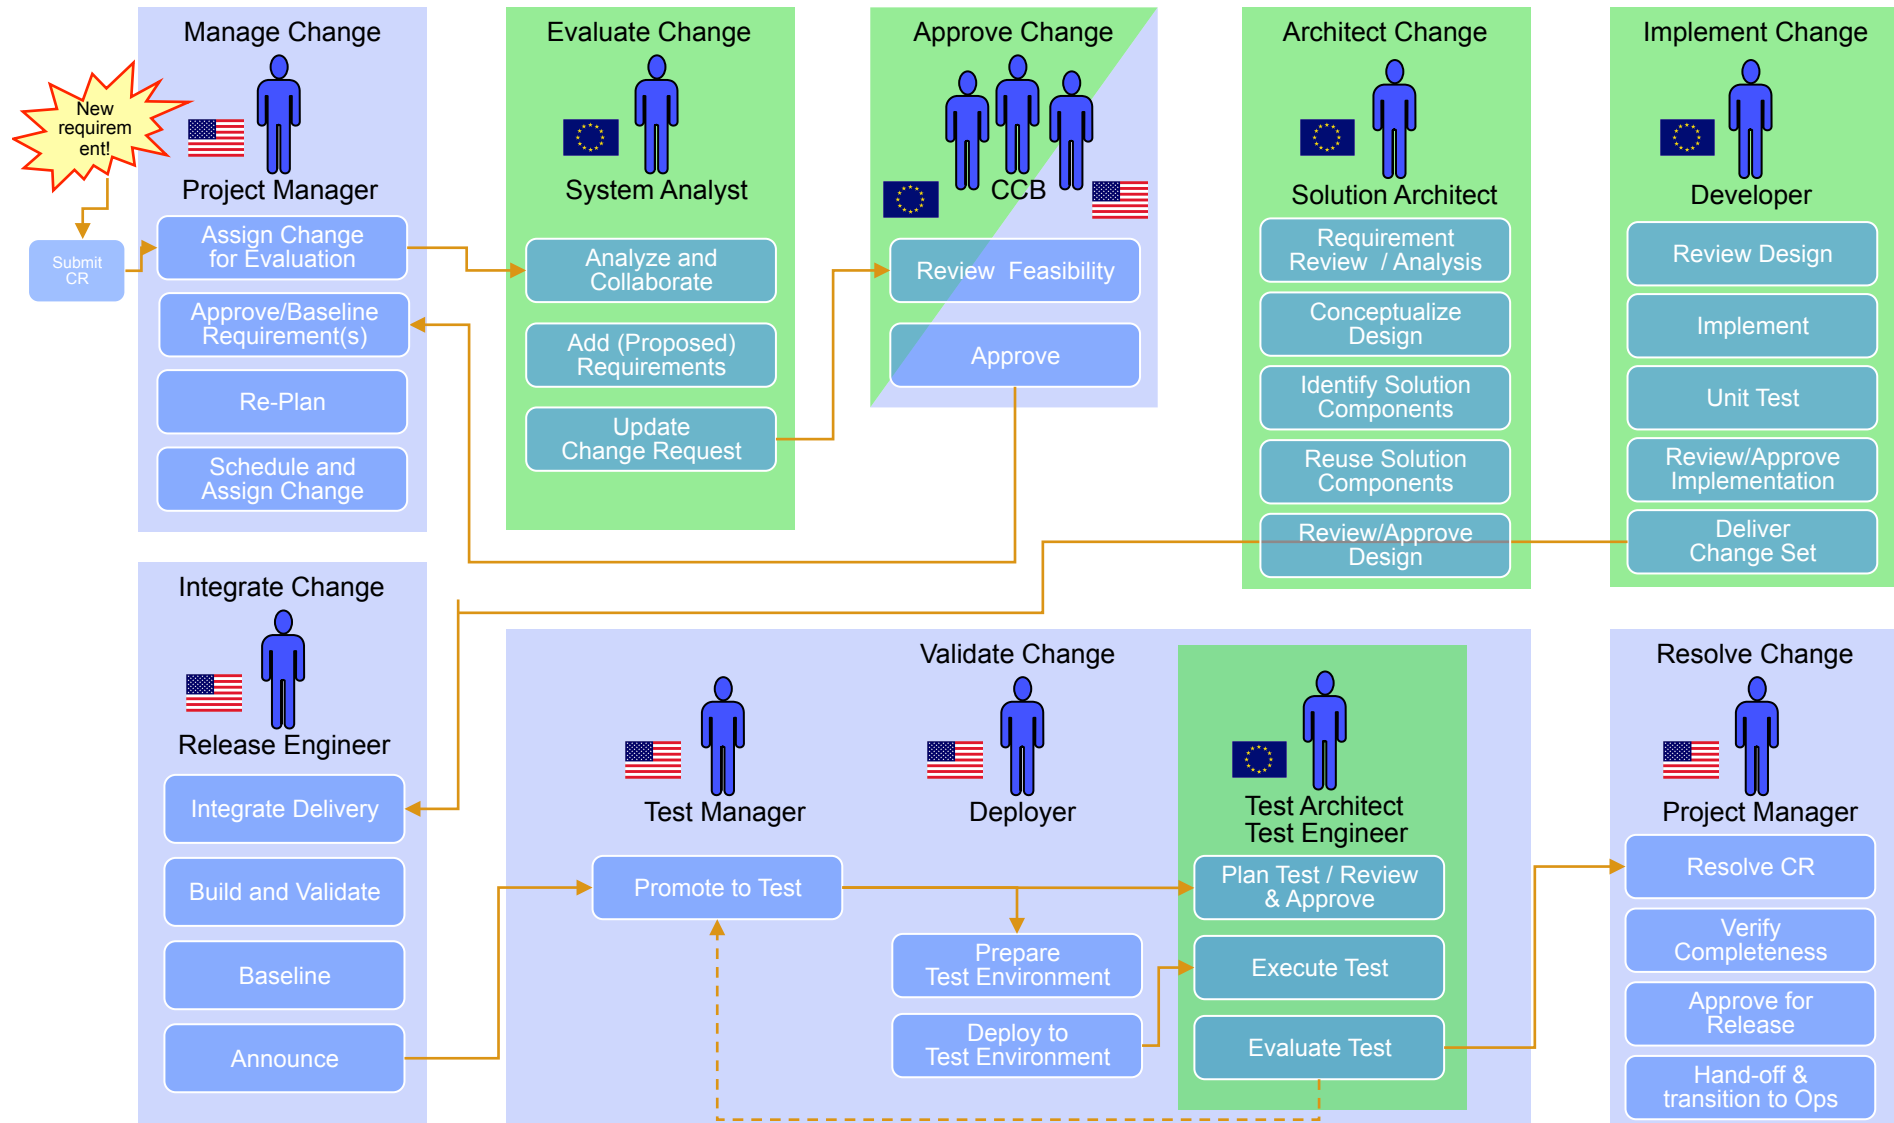 Manage Change
New
requirem
ent!
Project Manager
Submit
CR
Assign Change
for Evaluation
Approve/Baseline
Requirement(s)
Re-Plan
Schedule and
Assign Change
Evaluate Change
System Analyst
Analyze and
Collaborate
Add (Proposed)
Requirements
Update
Change Request
Approve Change
CCB
Review Feasibility
Approve
Architect Change
Solution Architect
Requirement
Review / Analysis
Conceptualize
Design
Identify Solution
Components
Reuse Solution
Components
Review/Approve
Design
Implement Change
Developer
Review Design
Implement
Unit Test
Review/Approve
Implementation
Deliver
Change Set
Integrate Change
Release Engineer
Integrate Delivery
Build and Validate
Baseline
Announce
Validate Change
Test Manager
Promote to Test
Deployer
Prepare
Test Environment
Deploy to
Test Environment
Test Architect
Test Engineer
Plan Test / Review
& Approve
Execute Test
Evaluate Test
Resolve Change
Project Manager
Resolve CR
Verify
Completeness
Approve for
Release
Hand-off &
transition to Ops